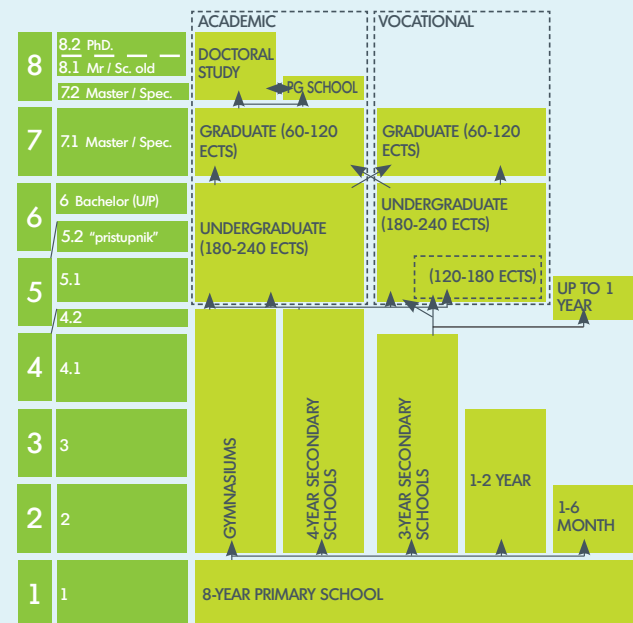 ACADEMIC
VOCATIONAL
8
8.2 PhD.
8.1 Mr / Sc. old
7.2 Master / Spec.
DOCTORAL
STUDY
PG SCHOOL
7
7.1 Master / Spec.
GRADUATE (60-120
ECTS)
GRADUATE (60-120
ECTS)
6
6 Bachelor (U/P)
5.2 "pristupnik"
UNDERGRADUATE
(180-240 ECTS)
UNDERGRADUATE
(180-240 ECTS)
5
5.1
(120-180 ECTS)
UP TO 1
YEAR
4.2
4
4.1
3
3
2
2
GYMNASIUMS
4-YEAR SECONDARY
SCHOOLS
3-YEAR SECONDARY
SCHOOLS
1-2 YEAR
1-6
MONTH
1
1
8-YEAR PRIMARY SCHOOL